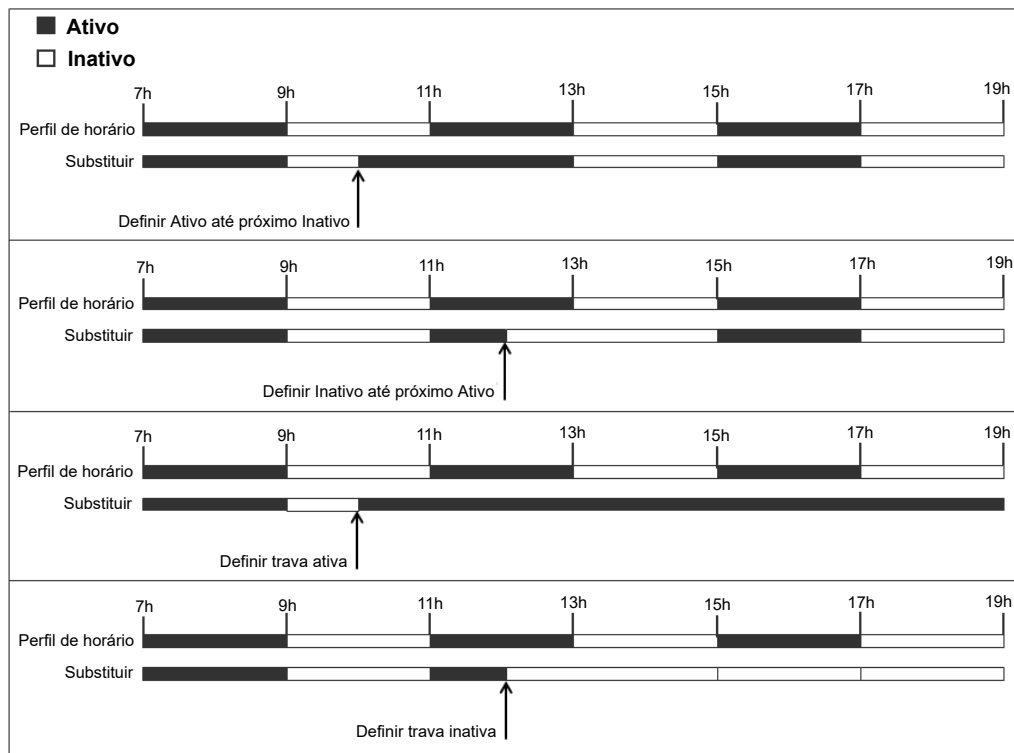 Ativo
Inativo
7h 9h 11h 13h 15h 17h 19h
Perfil de horário
Substituir
Definir Ativo até próximo Inativo
7h 9h 11h 13h 15h 17h 19h
Perfil de horário
Substituir
Definir Inativo até próximo Ativo
7h 9h 11h 13h 15h 17h 19h
Perfil de horário
Substituir
Definir trava ativa
7h 9h 11h 13h 15h 17h 19h
Perfil de horário
Substituir
Definir trava inativa